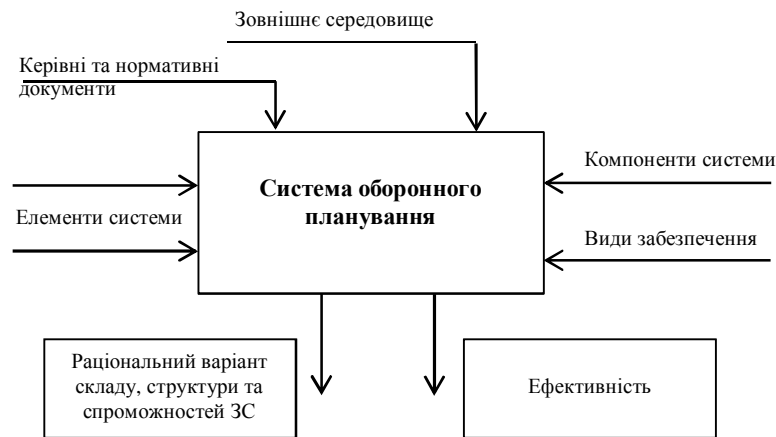 Зовнішнє середовище
Керівні та нормативні
документи
Компоненти системи
Система оборонного
планування
Елементи системи
Види забезпечення
Раціональний варіант
складу, структури та
спроможностей ЗС
Ефективність